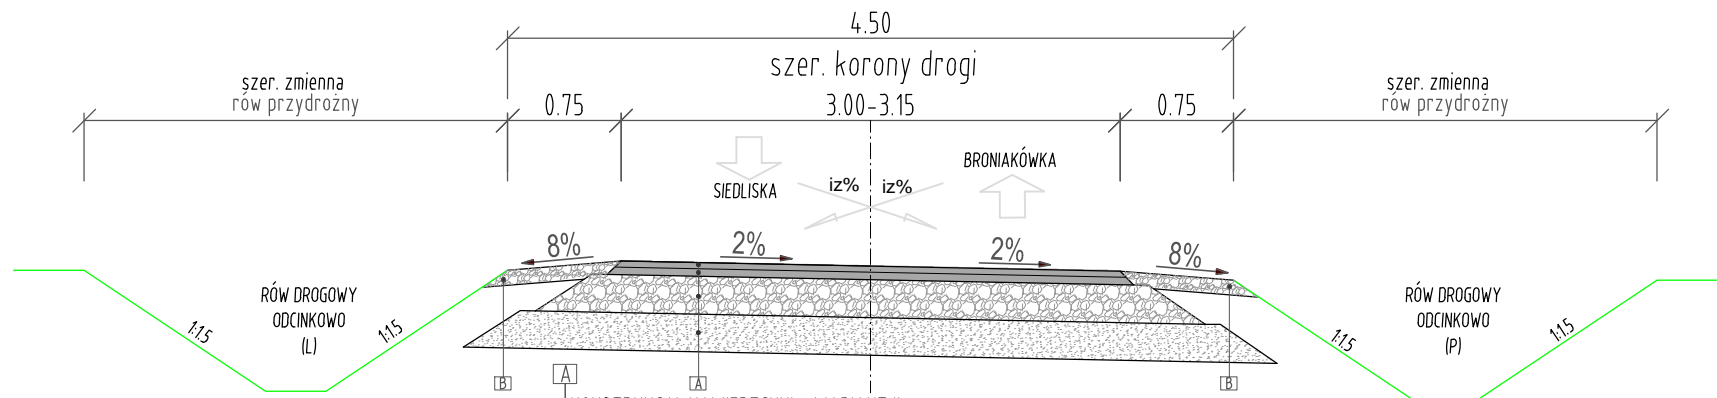 4.50
szer. korony drogi
szer. zmienna
rów przydrożny
0.75
3.00-3.15
0.75
szer. zmienna
rów przydrożny
SIEDLISKA
iz%
iz%
BRONIAKÓWKA
8%
2%
2%
8%
RÓW DROGOWY
ODCINKOWO
(L)
1:1.5
1:1.5
RÓW DROGOWY
ODCINKOWO
(P)
1:1.5
1:1.5
B
A
A
B